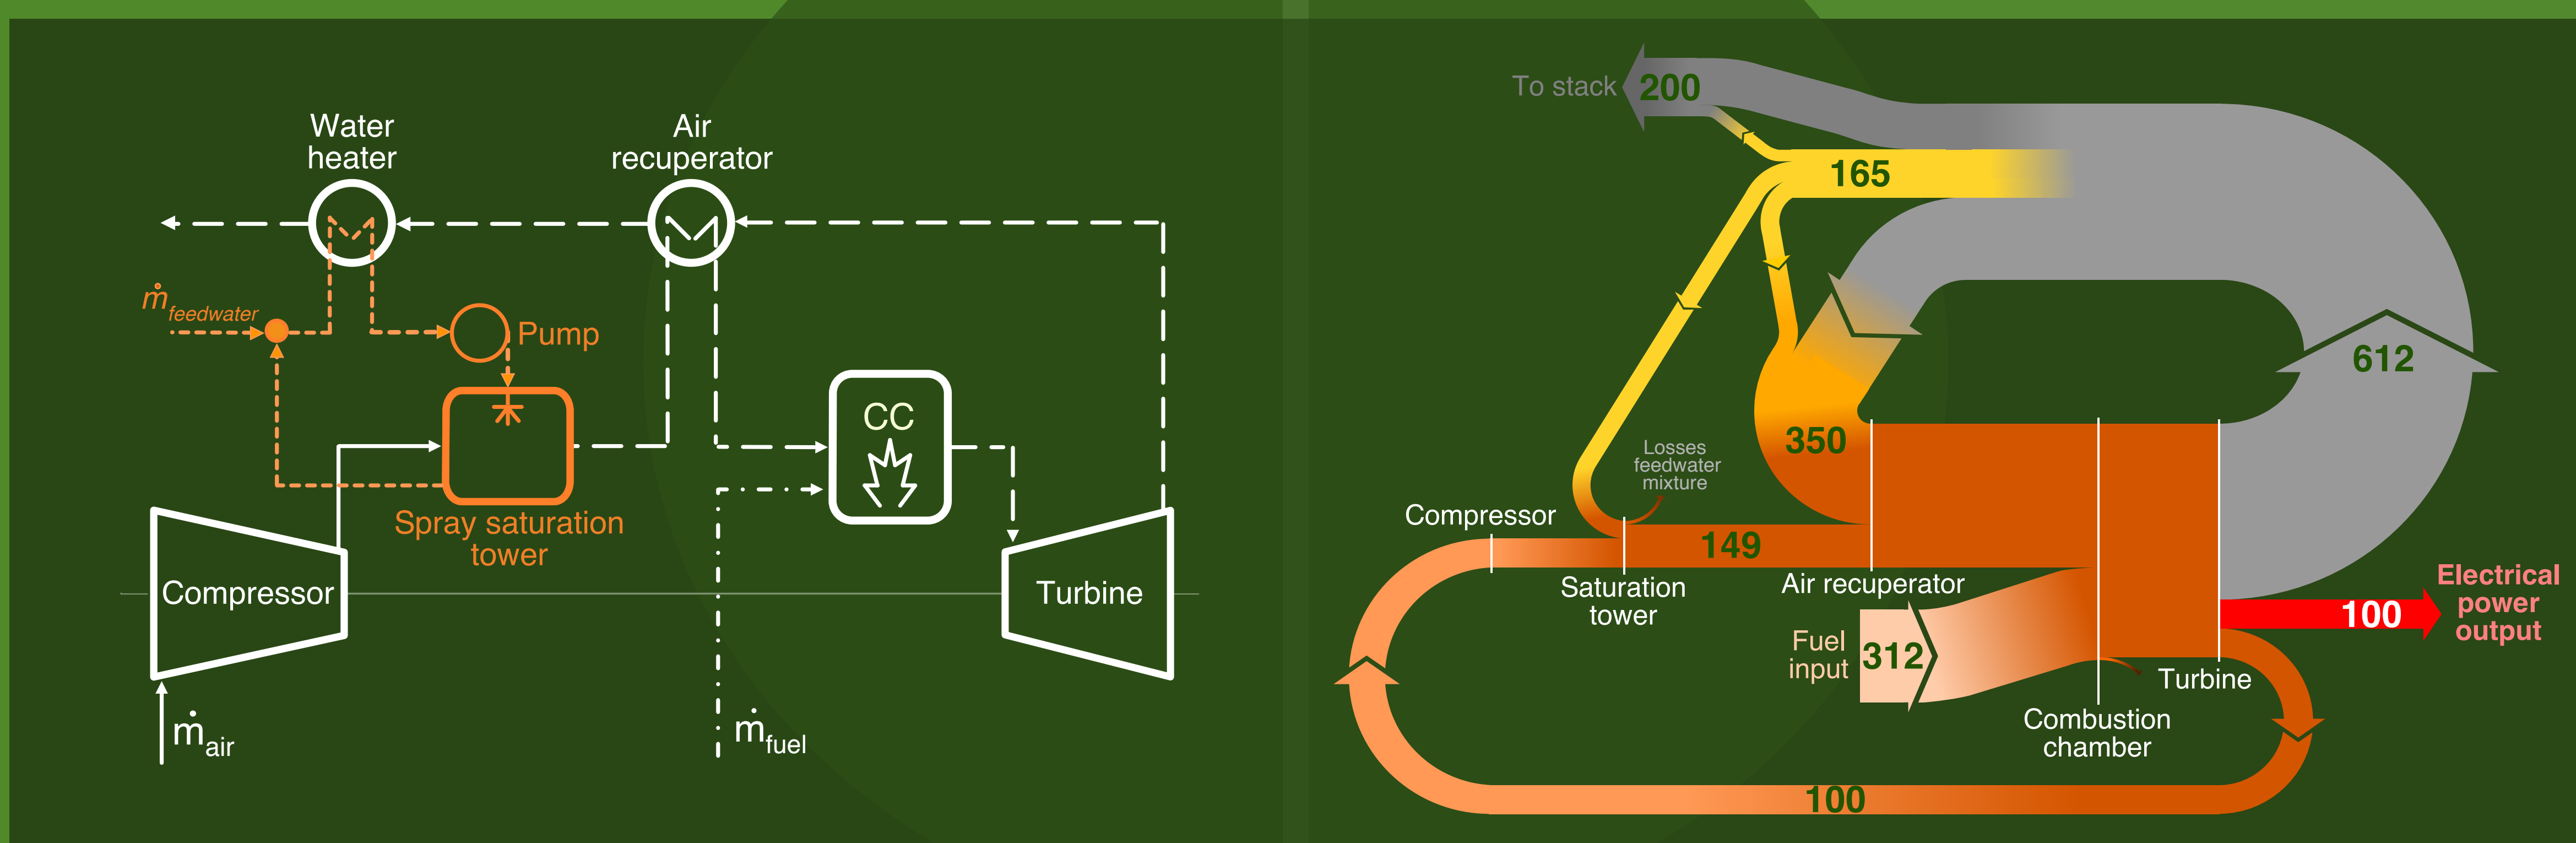 Water
heater
Air
recuperator
ṁfeedwater
Pump
CC
Spray saturation
tower
Compressor
Turbine
ṁair
ṁfuel
To stack
200
165
612
350
Losses
feedwater
mixture
Compressor
149
Saturation
tower
Air recuperator
Fuel
input
312
Electrical
power
output
100
Turbine
Combustion
chamber
100